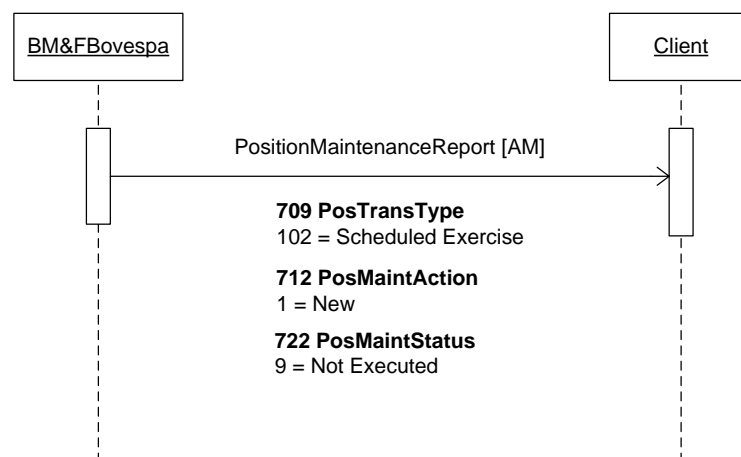 BM&FBovespa
Client
PositionMaintenanceReport [AM]
709 PosTransType
102 = Scheduled Exercise
712 PosMaintAction
1 = New
722 PosMaintStatus
9 = Not Executed